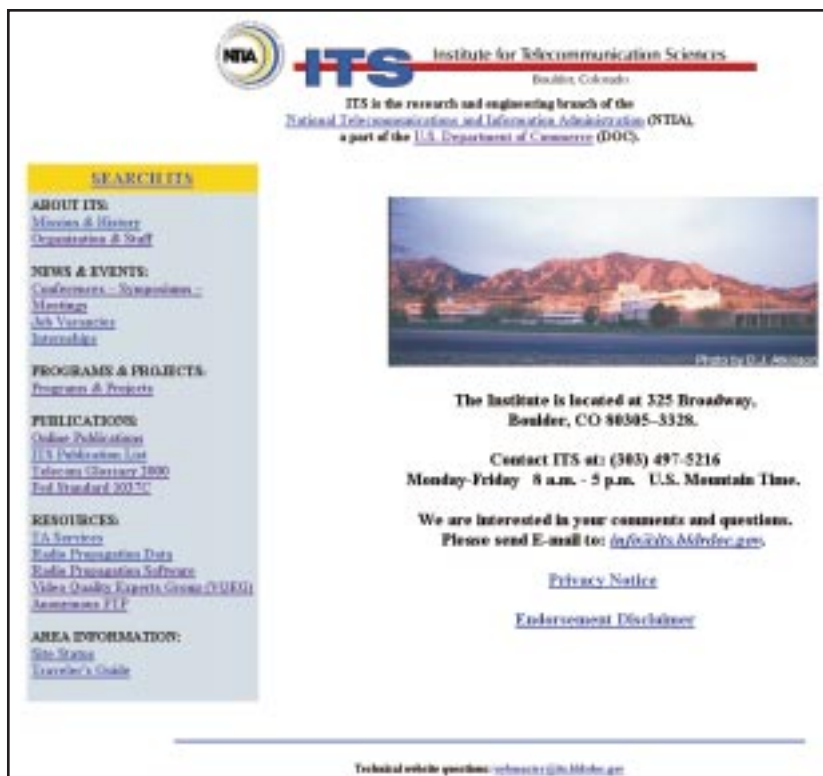 NTIA
ITS Institute for Telecommunication Sciences
Boulder, Colorado
ITS is the research and engineering branch of the
National Telecommunications and Information Administration (NTIA),
a part of the U.S. Department of Commerce (DOC).
SEARCH ITS
ABOUT ITS:
Mission & History
Organization & Staff
NEWS & EVENTS:
Conferences – Symposiums –
Meetings
Job Vacancies
Internships
PROGRAMS & PROJECTS:
Programs & Projects
PUBLICATIONS:
Online Publications
ITS Publication List
Telecom Glossary 2000
Fed Standard 1037C
RESOURCES:
TA Services
Radio Propagation Data
Radio Propagation Software
Video Quality Experts Group (VQEG)
Anonymous FTP
AREA INFORMATION:
Site Status
Traveler's Guide
Photo by D.J. Atkinson
The Institute is located at 325 Broadway,
Boulder, CO 80305–3328.
Contact ITS at: (303) 497-5216
Monday-Friday 8 a.m. - 5 p.m. U.S. Mountain Time.
We are interested in your comments and questions.
Please send E-mail to: info@its.bldrdoc.gov.
Privacy Notice
Endorsement Disclaimer
Technical website questions: webmaster@its.bldrdoc.gov